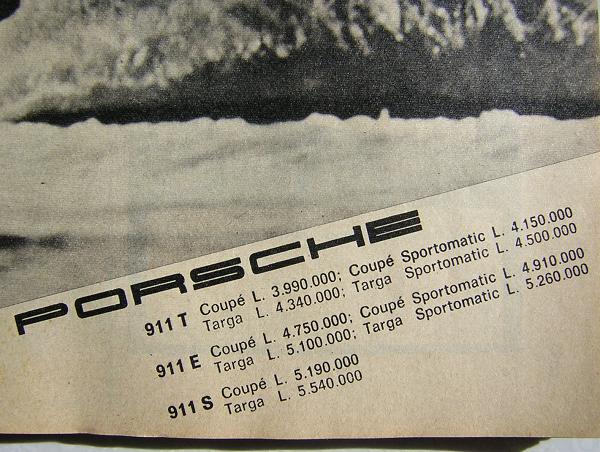 PORSCHE
911 T Coupé L. 3.990.000; Coupé Sportomatic L. 4.150.000
Targa L. 4.340.000; Targa Sportomatic L. 4.500.000
911 E Coupé L. 4.750.000; Coupé Sportomatic L. 4.910.000
Targa L. 5.100.000; Targa Sportomatic L. 5.260.000
911 S Coupé L. 5.190.000
Targa L. 5.540.000